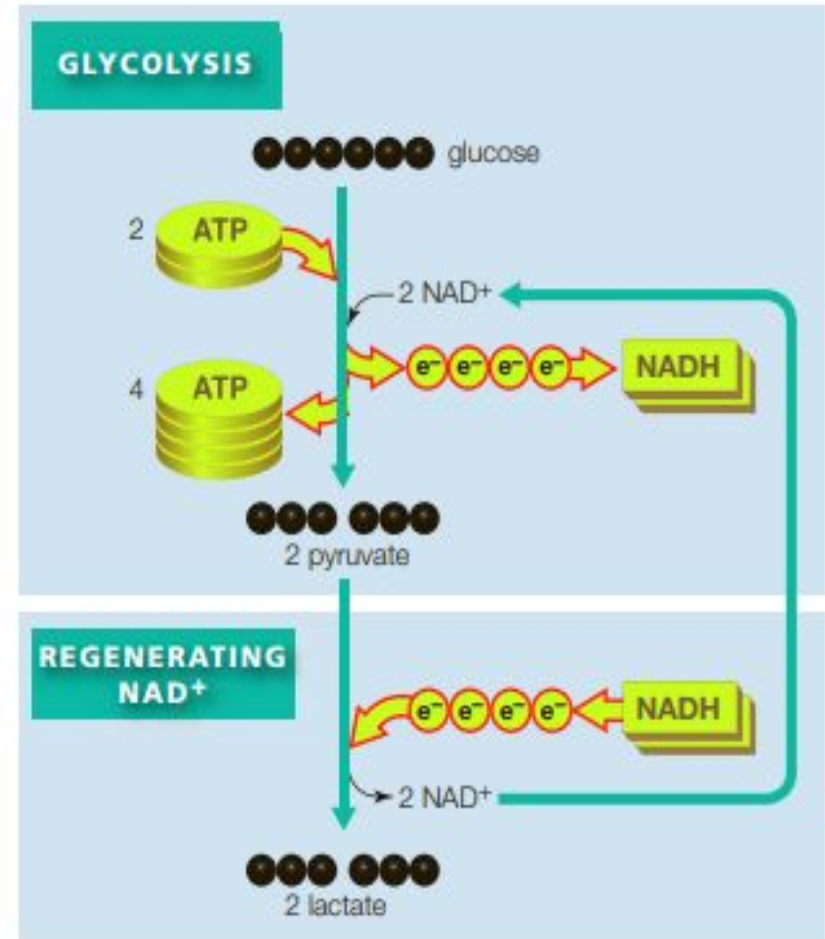 GLYCOLYSIS
glucose
2 ATP
2 NAD⁺
e⁻ e⁻ e⁻ e⁻ NADH
4 ATP
2 pyruvate
REGENERATING
NAD⁺
e⁻ e⁻ e⁻ e⁻ NADH
2 NAD⁺
2 lactate